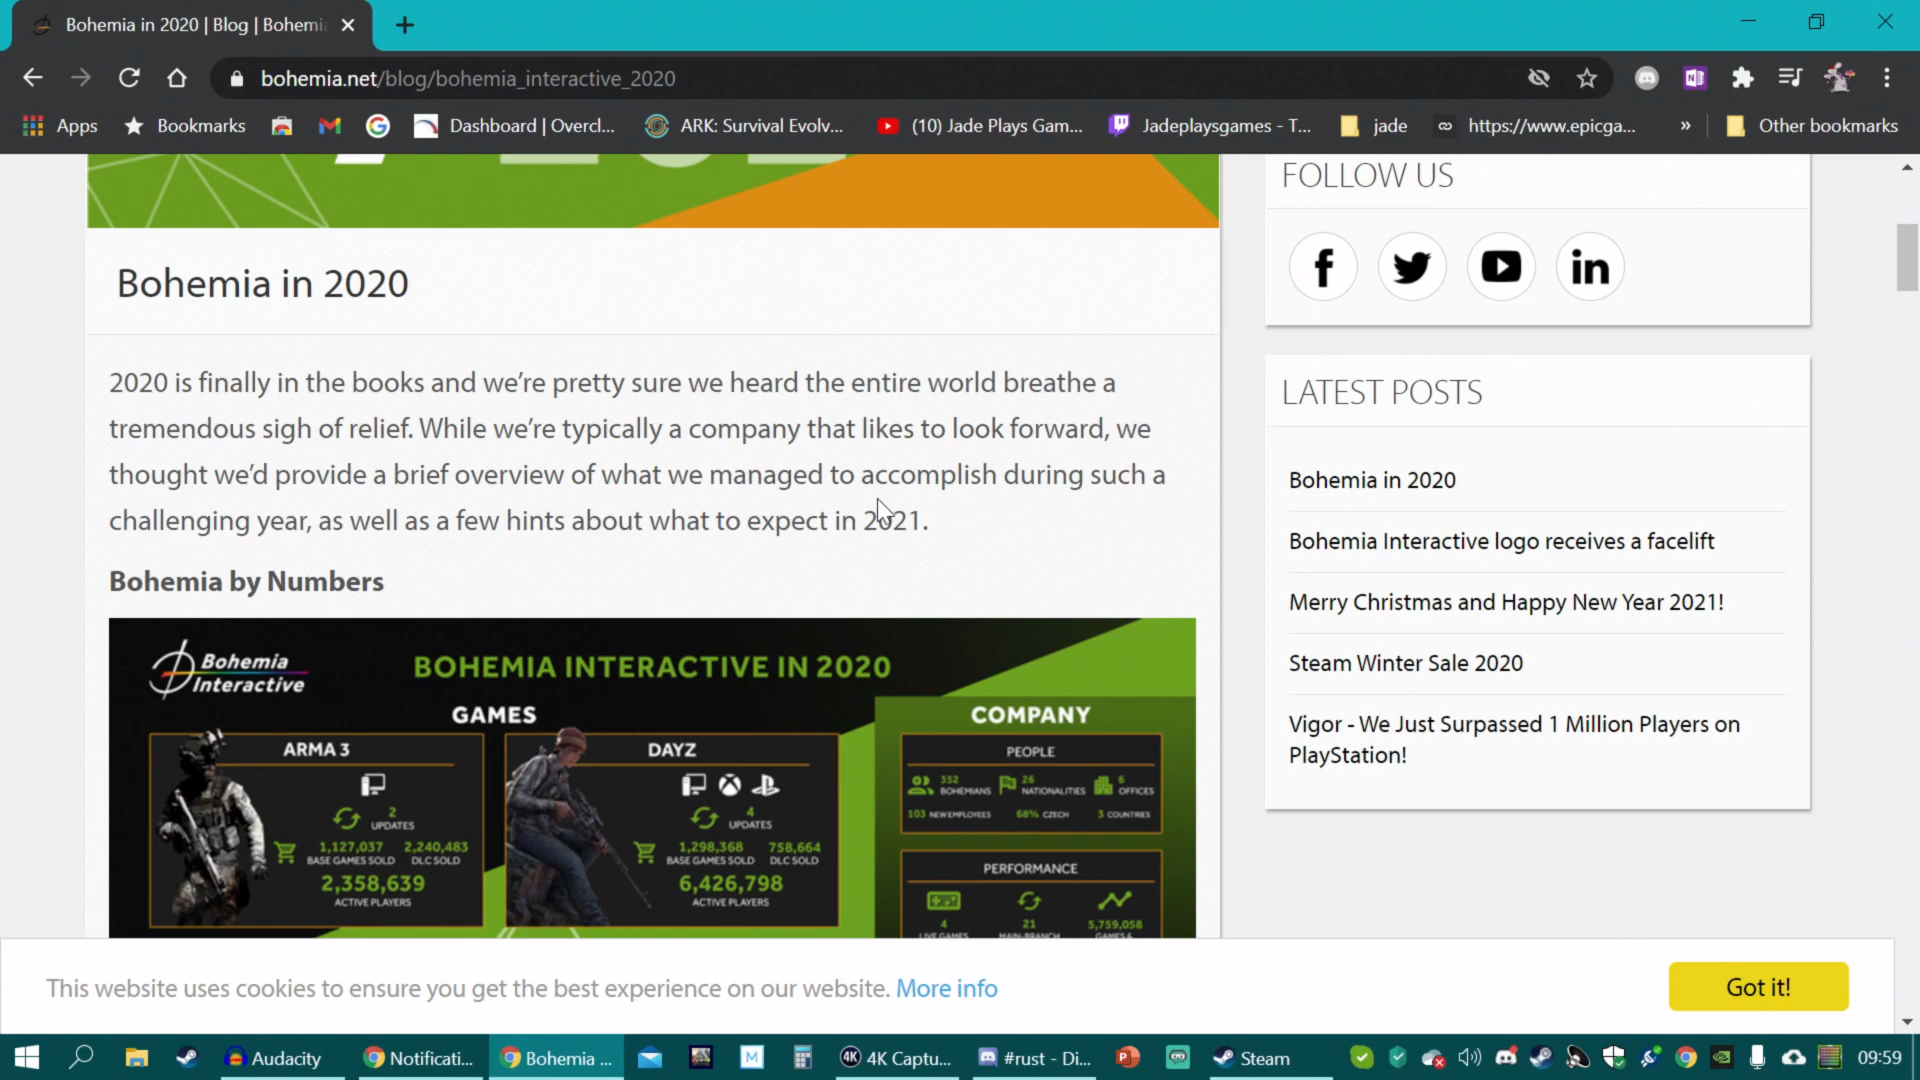 Bohemia in 2020 | Blog | Bohemi
bohemia.net/blog/bohemia_interactive_2020
Apps
Bookmarks
Dashboard | Overcl...
ARK: Survival Evolv...
(10) Jade Plays Gam...
Jadeplaysgames - T...
jade
https://www.epicga...
»
Other bookmarks
FOLLOW US
Bohemia in 2020
2020 is finally in the books and we're pretty sure we heard the entire world breathe a
tremendous sigh of relief. While we're typically a company that likes to look forward, we
thought we'd provide a brief overview of what we managed to accomplish during such a
challenging year, as well as a few hints about what to expect in 2021.
Bohemia by Numbers
LATEST POSTS
Bohemia in 2020
Bohemia Interactive logo receives a facelift
Merry Christmas and Happy New Year 2021!
Steam Winter Sale 2020
Vigor - We Just Surpassed 1 Million Players on
PlayStation!
Bohemia
Interactive
BOHEMIA INTERACTIVE IN 2020
GAMES
COMPANY
ARMA 3
2
UPDATES
1,127,037
BASE GAMES SOLD
2,240,483
DLC SOLD
2,358,639
ACTIVE PLAYERS
DAYZ
4
UPDATES
1,298,368
BASE GAMES SOLD
758,664
DLC SOLD
6,426,798
ACTIVE PLAYERS
PEOPLE
352
BOHEMIANS
26
NATIONALITIES
6
OFFICES
103 NEW EMPLOYEES
68% CZECH
3 COUNTRIES
PERFORMANCE
4
LIVE GAMES
21
MAIN-BRANCH
5,759,058
GAMES &
This website uses cookies to ensure you get the best experience on our website. More info
Got it!
Audacity
Notificati...
Bohemia ...
M
4K
4K Captu...
#rust - Di...
Steam
09:59